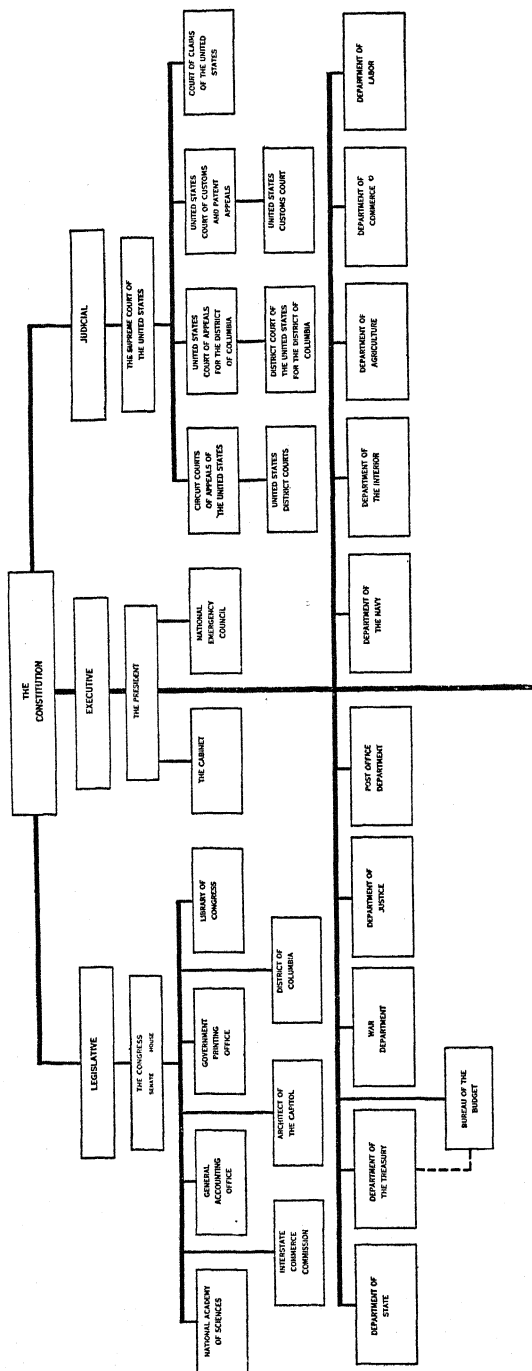 THE
CONSTITUTION
LEGISLATIVE
EXECUTIVE
JUDICIAL
THE CONGRESS
SENATE HOUSE
THE PRESIDENT
THE SUPREME COURT OF
THE UNITED STATES
NATIONAL ACADEMY
OF SCIENCES
GENERAL
ACCOUNTING
OFFICE
GOVERNMENT
PRINTING
OFFICE
LIBRARY OF
CONGRESS
THE CABINET
NATIONAL
EMERGENCY
COUNCIL
CIRCUIT COURTS
OF APPEALS OF
THE UNITED STATES
UNITED STATES
COURT OF APPEALS
FOR THE DISTRICT
OF COLUMBIA
UNITED STATES
COURT OF CUSTOMS
AND PATENT
APPEALS
COURT OF CLAIMS
OF THE UNITED
STATES
INTERSTATE
COMMERCE
COMMISSION
ARCHITECT OF
THE CAPITOL
DISTRICT OF
COLUMBIA
UNITED STATES
DISTRICT COURTS
DISTRICT COURT OF
THE UNITED STATES
FOR THE DISTRICT OF
COLUMBIA
UNITED STATES
CUSTOMS COURT
DEPARTMENT OF
STATE
DEPARTMENT OF
THE TREASURY
WAR
DEPARTMENT
DEPARTMENT OF
JUSTICE
POST OFFICE
DEPARTMENT
DEPARTMENT OF
THE NAVY
DEPARTMENT OF
THE INTERIOR
DEPARTMENT OF
AGRICULTURE
DEPARTMENT OF
COMMERCE
DEPARTMENT OF
LABOR
BUREAU OF THE
BUDGET